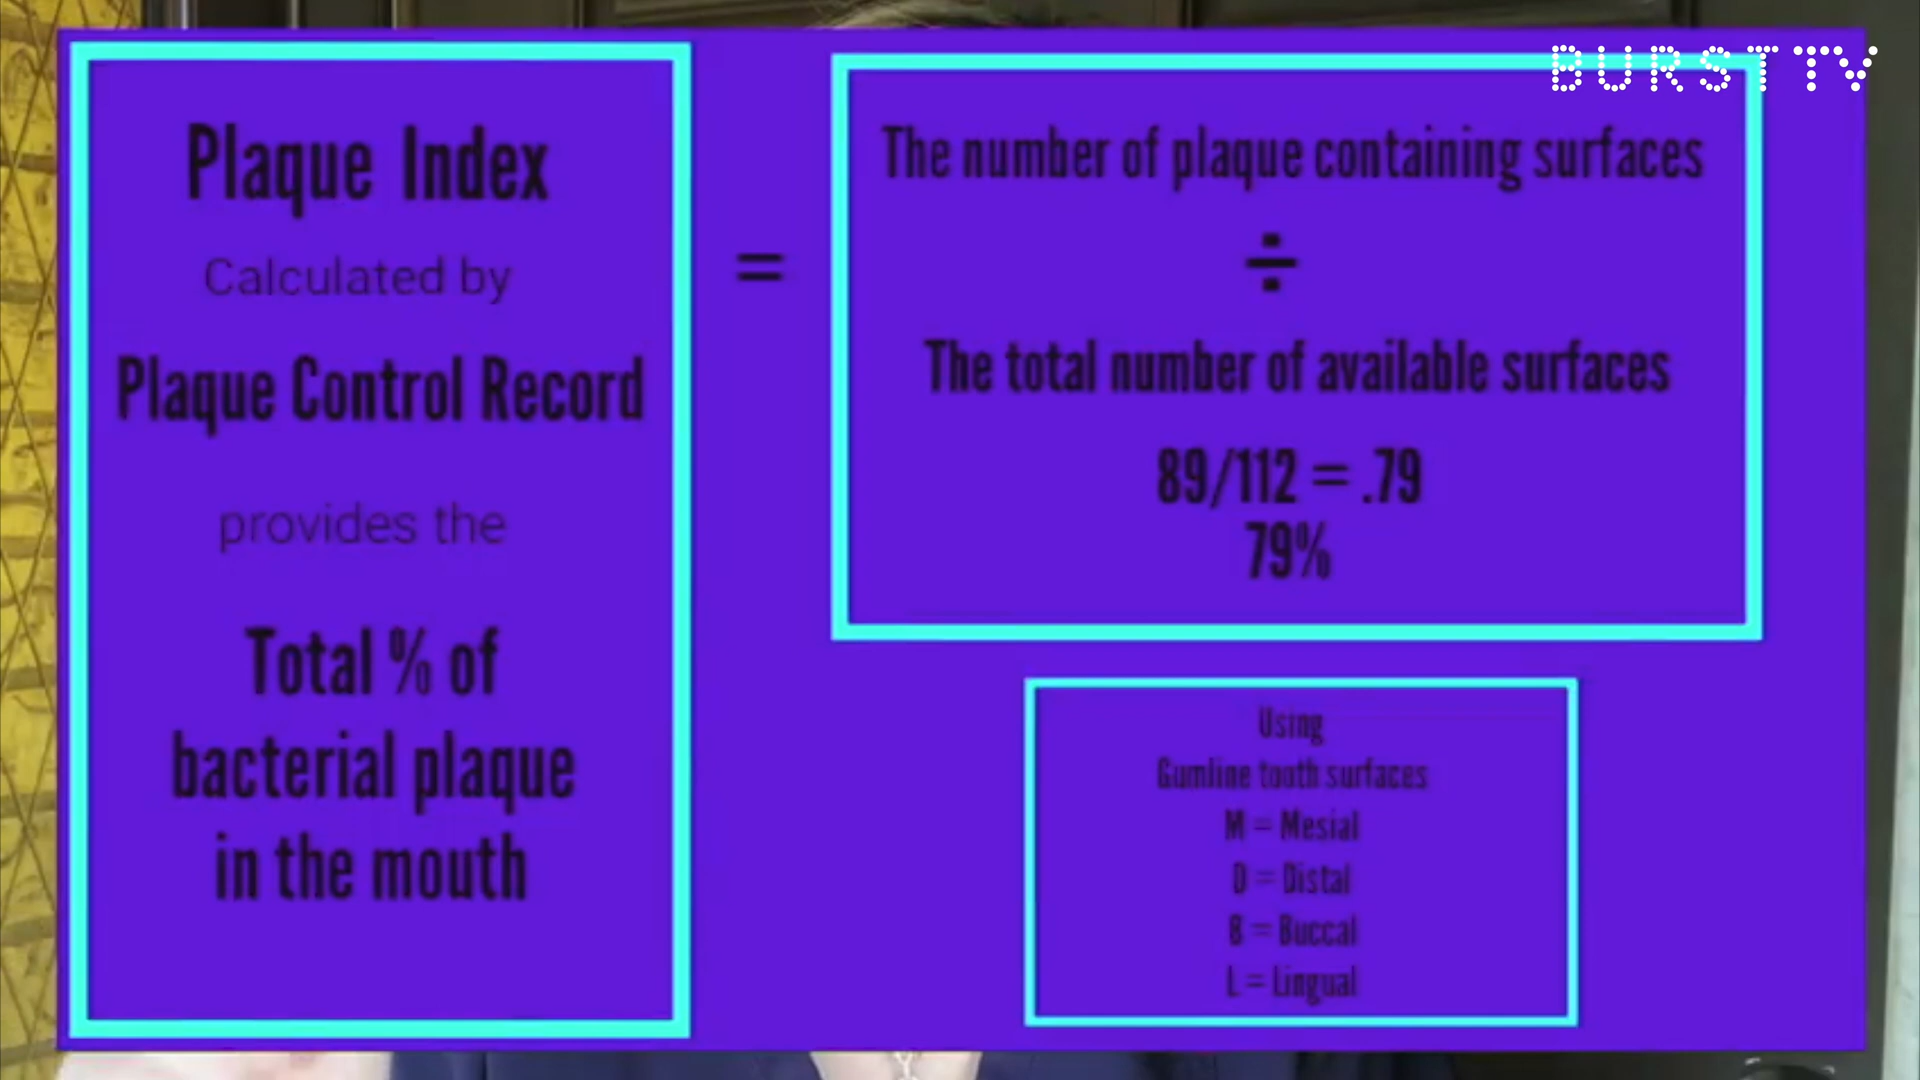 BURSTTV
Plaque Index
Calculated by
Plaque Control Record
provides the
Total % of
bacterial plaque
in the mouth
=
The number of plaque containing surfaces
÷
The total number of available surfaces
89/112 = .79
79%
Using
Gumline tooth surfaces
M = Mesial
D = Distal
B = Buccal
L = Lingual